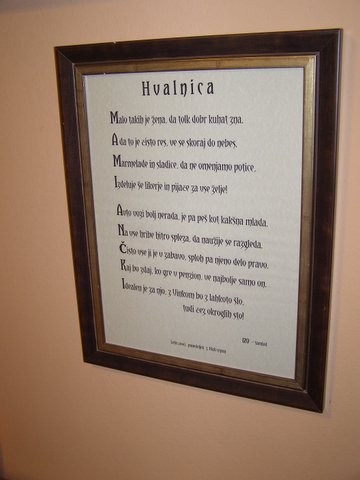 Hvalnica
Malo takih je žena, da tolk dobr kuhat zna.
A da to je čisto res, ve se skoraj do nebes.
Marmelade in sladice, da ne omenjamo potice,
Izdeluje še likerje in pijače za vse želje!
Avto vozi bolj nerada, je pa peš kot kakšna mlada.
Na vse hribe hitro spleza, da naužije se razgleda.
Čisto vse ji je v zabavo, sploh pa njeno delo pravo.
Kaj bo zdaj, ko gre v penzion, ve najbolje samo on.
Idealen je za njo, z Vinkom bo z lahkoto šlo,
tudi čez okroglih sto!